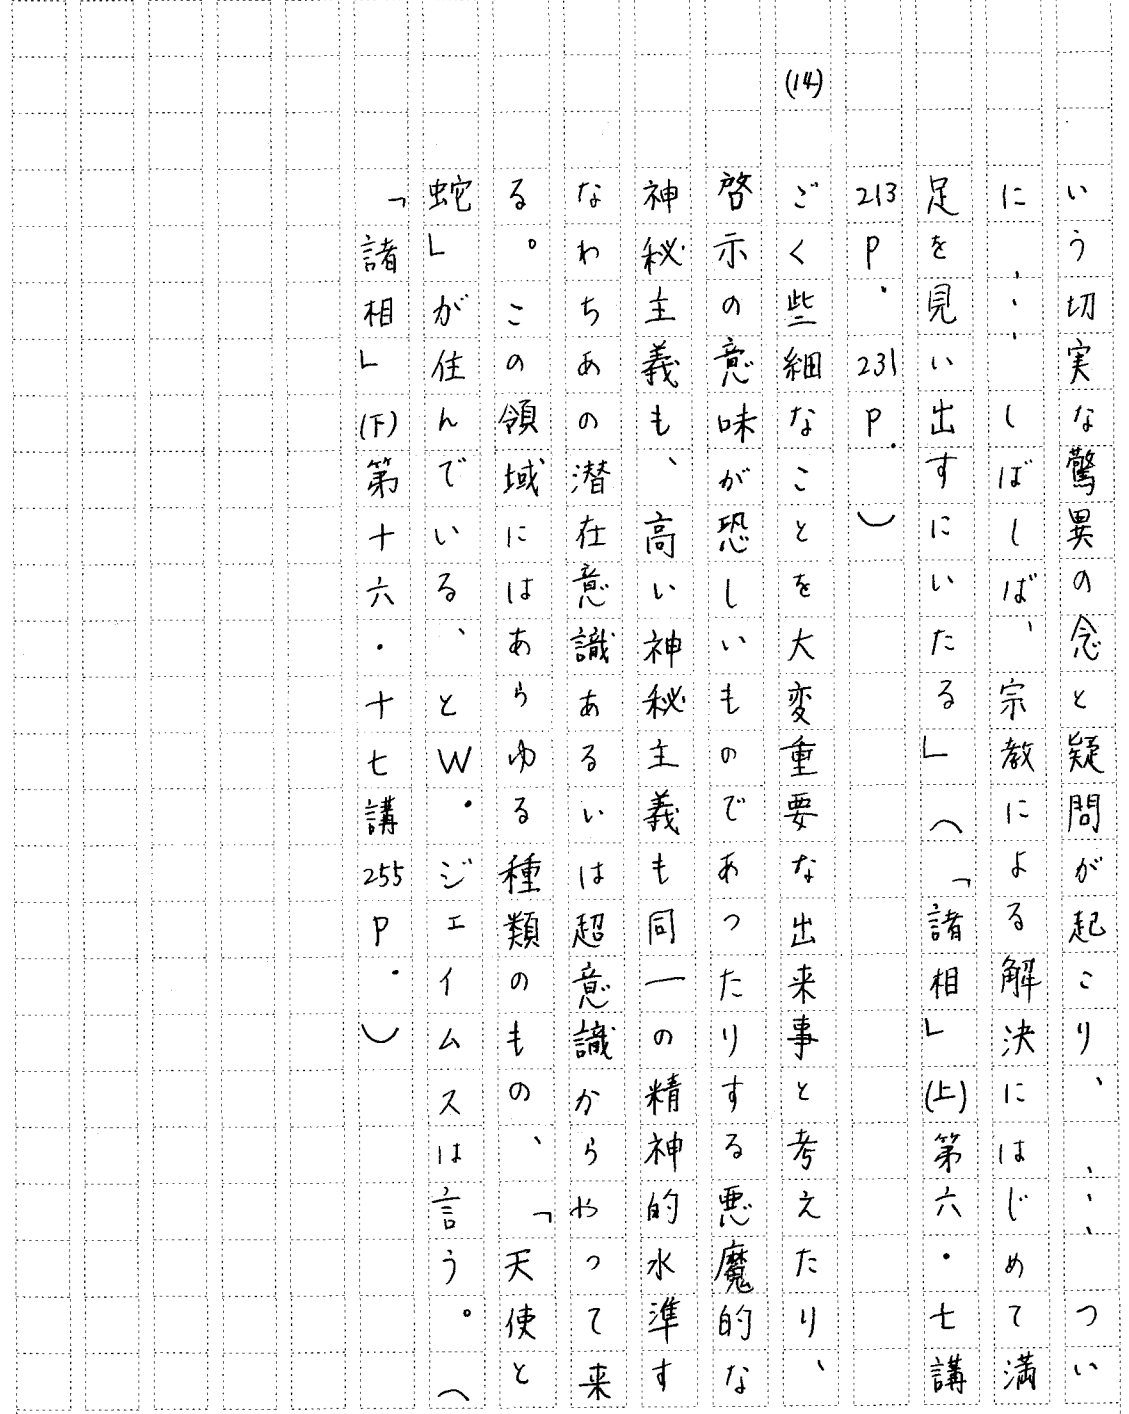 いう切実な驚異の念と疑問が起こり、……つい
に……しばしば、宗教による解決にはじめて満
足を見い出すにいたる」（「諸相」(上)第六・七講
213P.231P.）
(14)ごく些細なことを大変重要な出来事と考えたり、
啓示の意味が恐しいものであったりする悪魔的な
神秘主義も、高い神秘主義も同一の精神的水準す
なわちあの潜在意識あるいは超意識からやって来
る。この領域にはあらゆる種類のもの、「天使と
蛇」が住んでいる、とW.ジェイムスは言う。（
「諸相」(下)第十六・十七講255P.）